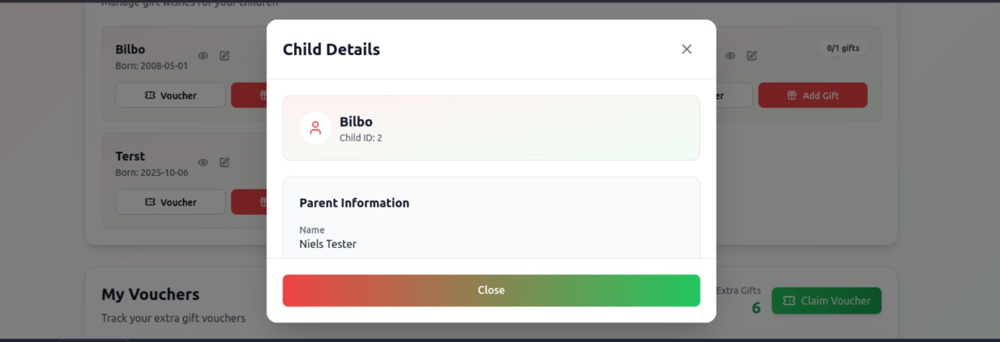 Manage gift wishes for your children
Bilbo
Born: 2008-05-01
Voucher
0/1 gifts
er
Add Gift
Terst
Born: 2025-10-06
Voucher
Child Details
Bilbo
Child ID: 2
Parent Information
Name
Niels Tester
Close
My Vouchers
Track your extra gift vouchers
Extra Gifts
6
Claim Voucher